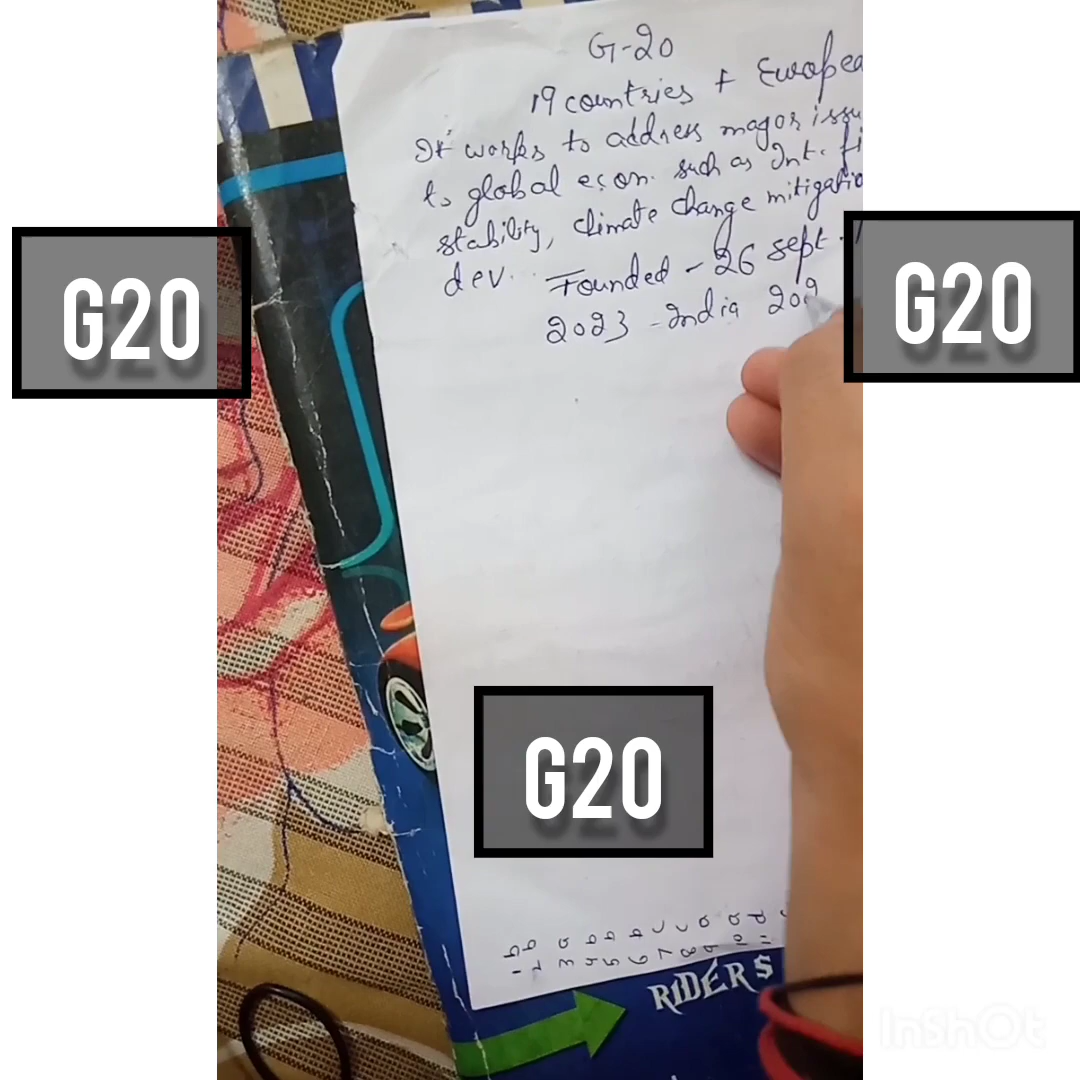 G-20
19 countries + Europea
It works to address major issu
to global econ. such as Int. fi
stability, climate change mitigatio
dev. Founded - 26 sept.
2023 - India 202
G20
G20
G20
RIDERS
InShOt